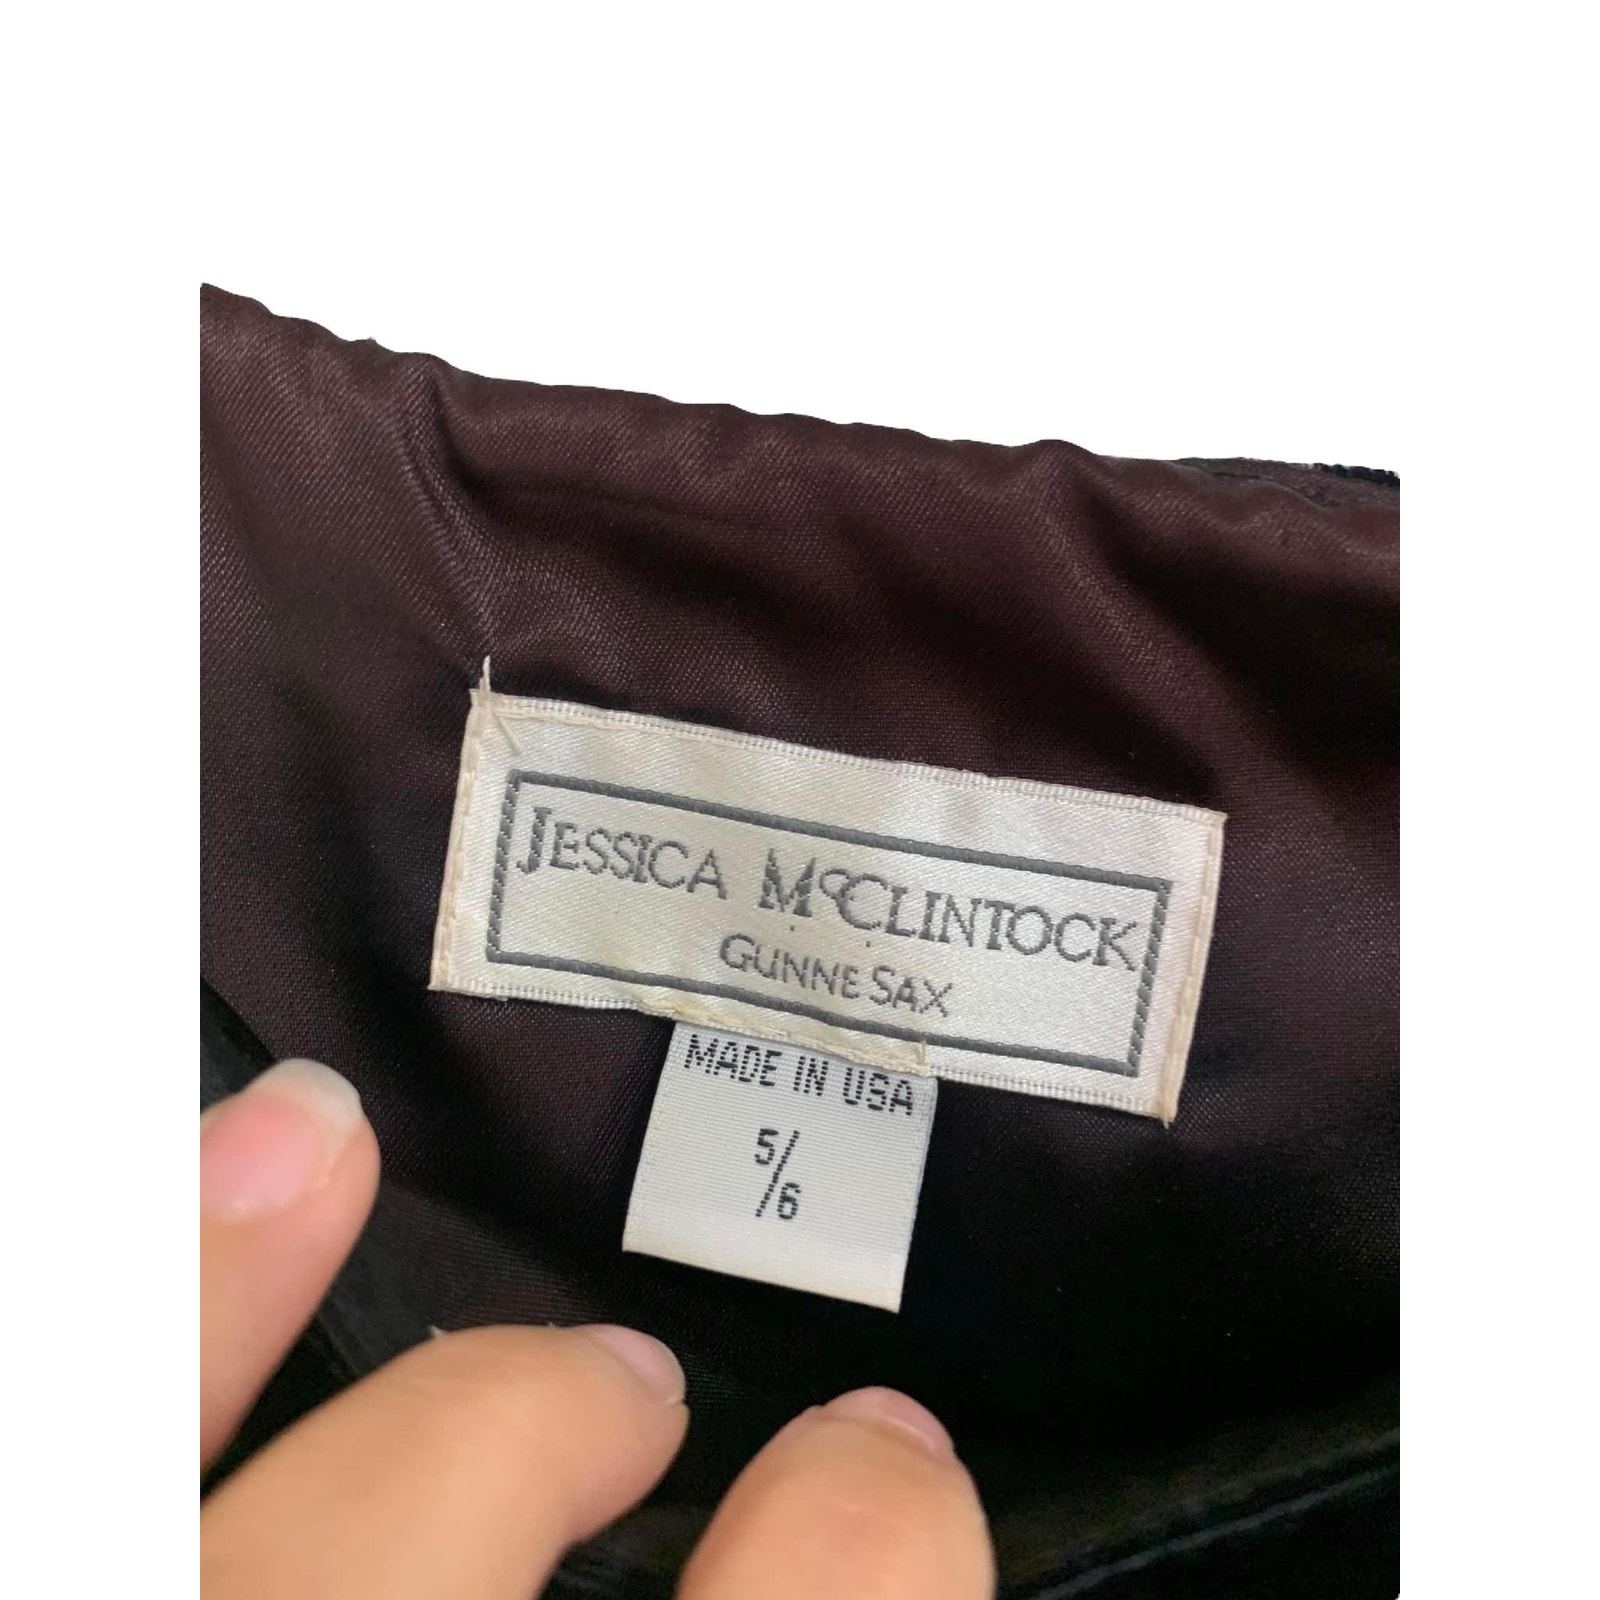 JESSICA McCLINTOCK
GUNNE SAX
MADE IN USA
5/
/6